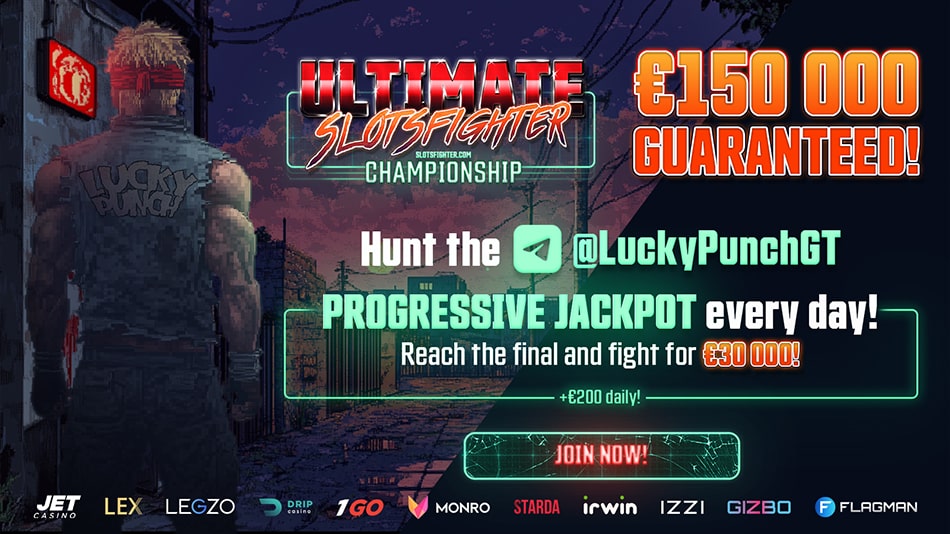 LUCKY
PUNCH
ULTIMATE
SLOTSFIGHTER
SLOTSFIGHTER.COM
CHAMPIONSHIP
€150 000
GUARANTEED!
Hunt the @LuckyPunchGT
PROGRESSIVE JACKPOT every day!
Reach the final and fight for €30 000!
+€200 daily!
JOIN NOW!
JET CASINO
LEX
LEGZO
DRIP casino
1GO
MONRO
STARDA
irwin
IZZI
GIZBO
FLAGMAN